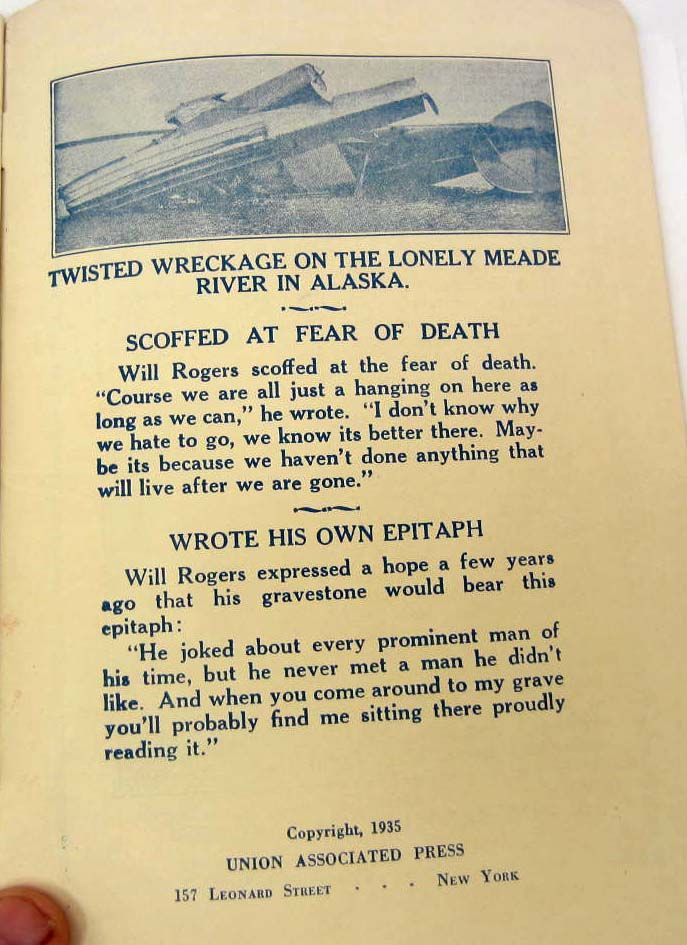 TWISTED WRECKAGE ON THE LONELY MEADE
RIVER IN ALASKA.
SCOFFED AT FEAR OF DEATH
Will Rogers scoffed at the fear of death.
“Course we are all just a hanging on here as
long as we can,” he wrote. “I don't know why
we hate to go, we know its better there. May-
be its because we haven't done anything that
will live after we are gone.”
WROTE HIS OWN EPITAPH
Will Rogers expressed a hope a few years
ago that his gravestone would bear this
epitaph:
“He joked about every prominent man of
his time, but he never met a man he didn't
like. And when you come around to my grave
you'll probably find me sitting there proudly
reading it.”
Copyright, 1935
UNION ASSOCIATED PRESS
157 LEONARD STREET . . . NEW YORK